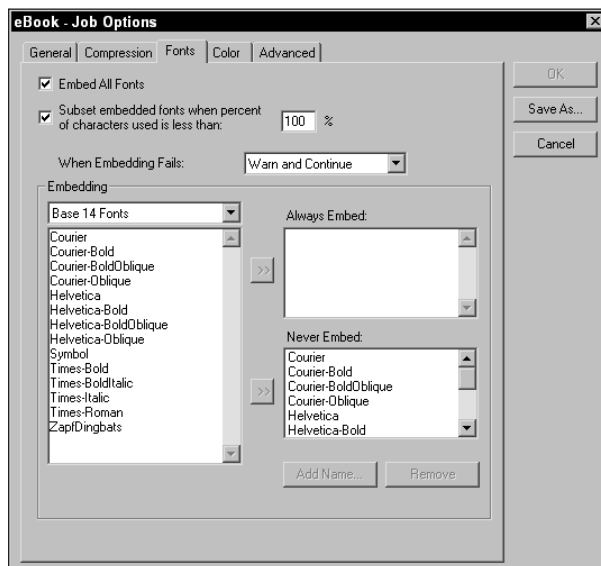 eBook - Job Options
General Compression Fonts Color Advanced
Embed All Fonts
Subset embedded fonts when percent
of characters used is less than: 100 %
When Embedding Fails: Warn and Continue
OK
Save As...
Cancel
Embedding
Base 14 Fonts
Courier
Courier-Bold
Courier-BoldOblique
Courier-Oblique
Helvetica
Helvetica-Bold
Helvetica-BoldOblique
Helvetica-Oblique
Symbol
Times-Bold
Times-BoldItalic
Times-Italic
Times-Roman
ZapfDingbats
>>
>>
Always Embed:
Never Embed:
Courier
Courier-Bold
Courier-BoldOblique
Courier-Oblique
Helvetica
Helvetica-Bold
Add Name... Remove